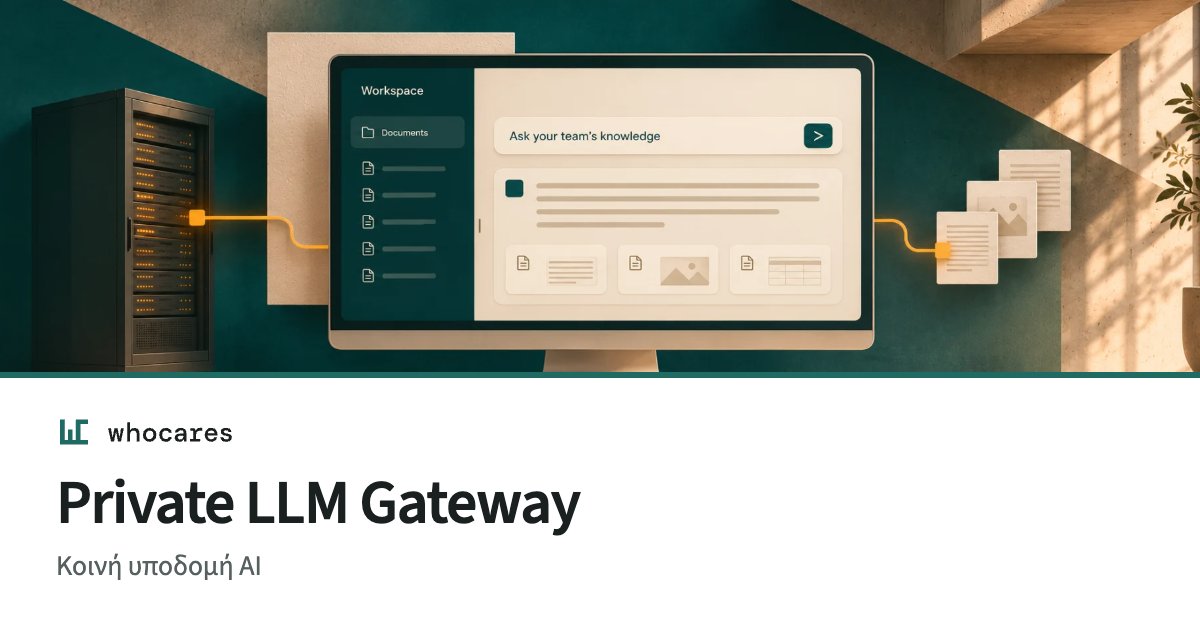 Workspace
Documents
Ask your team's knowledge
whocares
Private LLM Gateway
Κοινή υποδομή AI